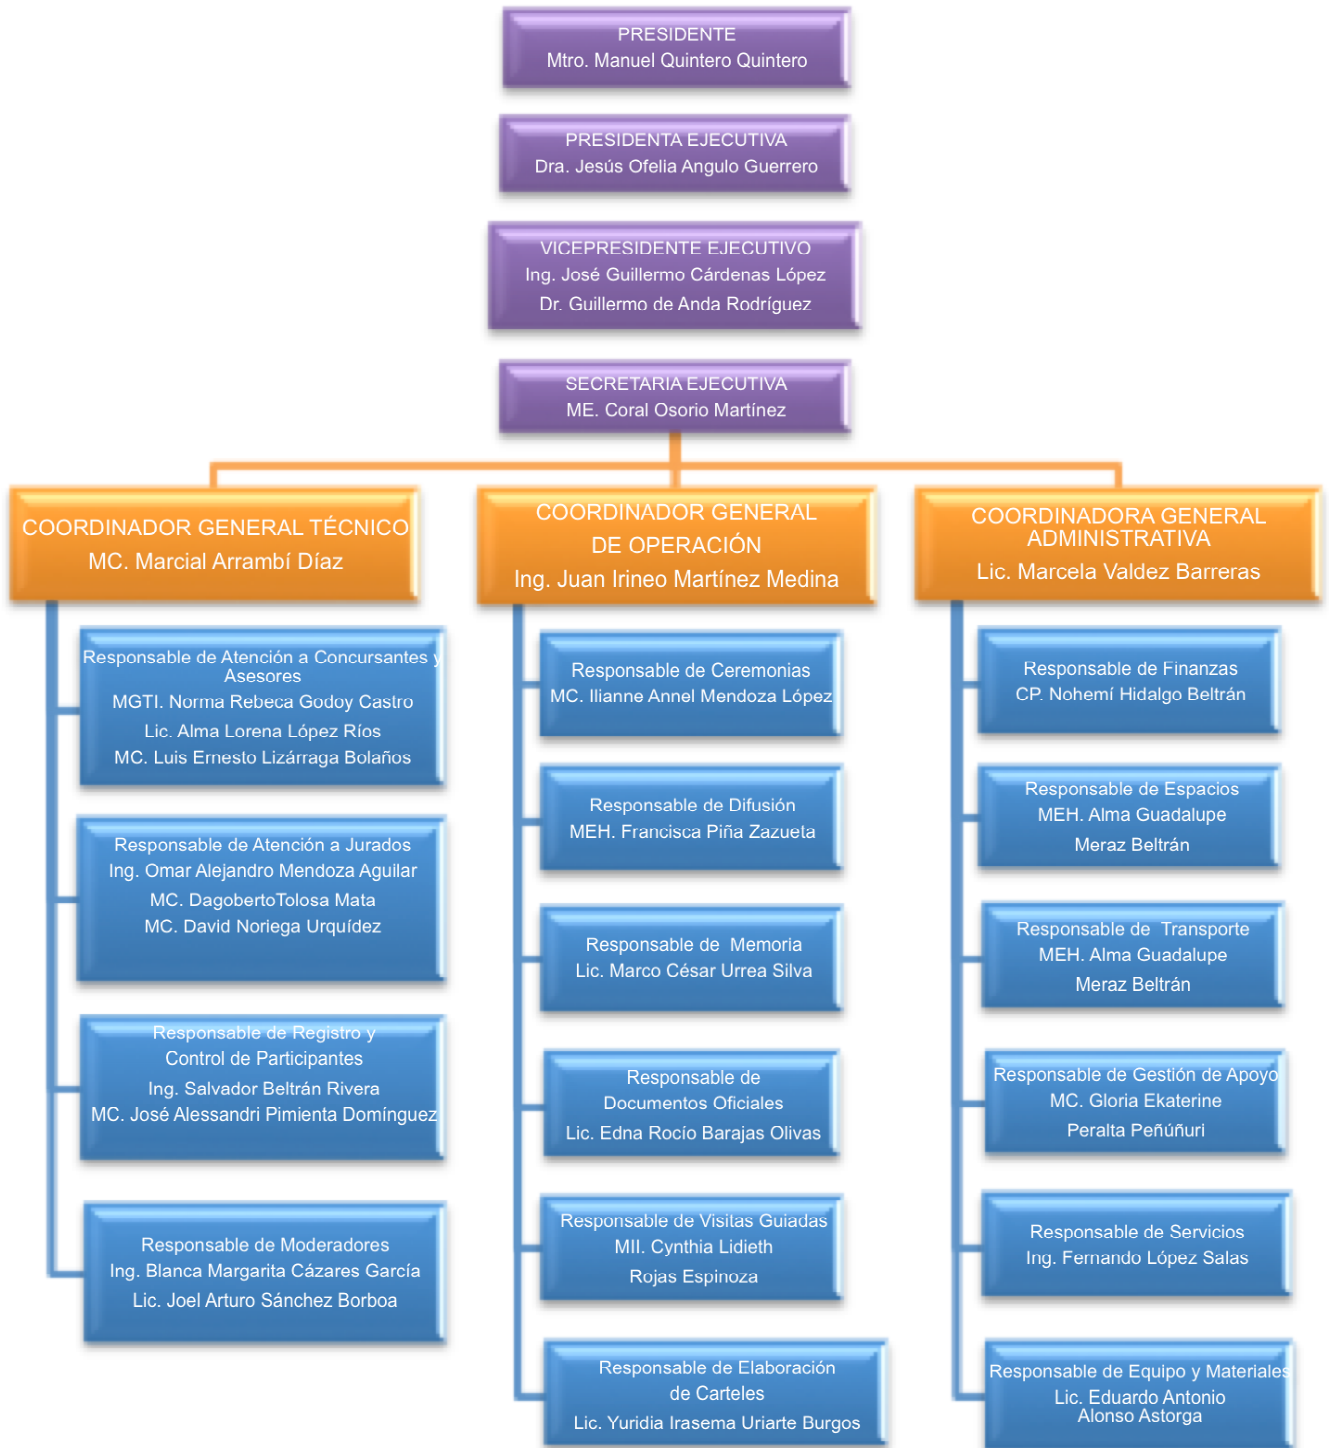 PRESIDENTE
Mtro. Manuel Quintero Quintero
PRESIDENTA EJECUTIVA
Dra. Jesús Ofelia Angulo Guerrero
VICEPRESIDENTE EJECUTIVO
Ing. José Guillermo Cárdenas López
Dr. Guillermo de Anda Rodríguez
SECRETARIA EJECUTIVA
ME. Coral Osorio Martínez
COORDINADOR GENERAL TÉCNICO
MC. Marcial Arrambí Díaz
Responsable de Atención a Concursantes y
Asesores
MGTI. Norma Rebeca Godoy Castro
Lic. Alma Lorena López Ríos
MC. Luis Ernesto Lizárraga Bolaños
Responsable de Atención a Jurados
Ing. Omar Alejandro Mendoza Aguilar
MC. DagobertoTolosa Mata
MC. David Noriega Urquídez
Responsable de Registro y
Control de Participantes
Ing. Salvador Beltrán Rivera
MC. José Alessandri Pimienta Domínguez
Responsable de Moderadores
Ing. Blanca Margarita Cázares García
Lic. Joel Arturo Sánchez Borboa
COORDINADOR GENERAL
DE OPERACIÓN
Ing. Juan Irineo Martínez Medina
Responsable de Ceremonias
MC. Ilianne Annel Mendoza López
Responsable de Difusión
MEH. Francisca Piña Zazueta
Responsable de Memoria
Lic. Marco César Urrea Silva
Responsable de
Documentos Oficiales
Lic. Edna Rocío Barajas Olivas
Responsable de Visitas Guiadas
MII. Cynthia Lidieth
Rojas Espinoza
Responsable de Elaboración
de Carteles
Lic. Yuridia Irasema Uriarte Burgos
COORDINADORA GENERAL
ADMINISTRATIVA
Lic. Marcela Valdez Barreras
Responsable de Finanzas
CP. Nohemí Hidalgo Beltrán
Responsable de Espacios
MEH. Alma Guadalupe
Meraz Beltrán
Responsable de Transporte
MEH. Alma Guadalupe
Meraz Beltrán
Responsable de Gestión de Apoyo
MC. Gloria Ekaterine
Peralta Peñúñuri
Responsable de Servicios
Ing. Fernando López Salas
Responsable de Equipo y Materiales
Lic. Eduardo Antonio
Alonso Astorga